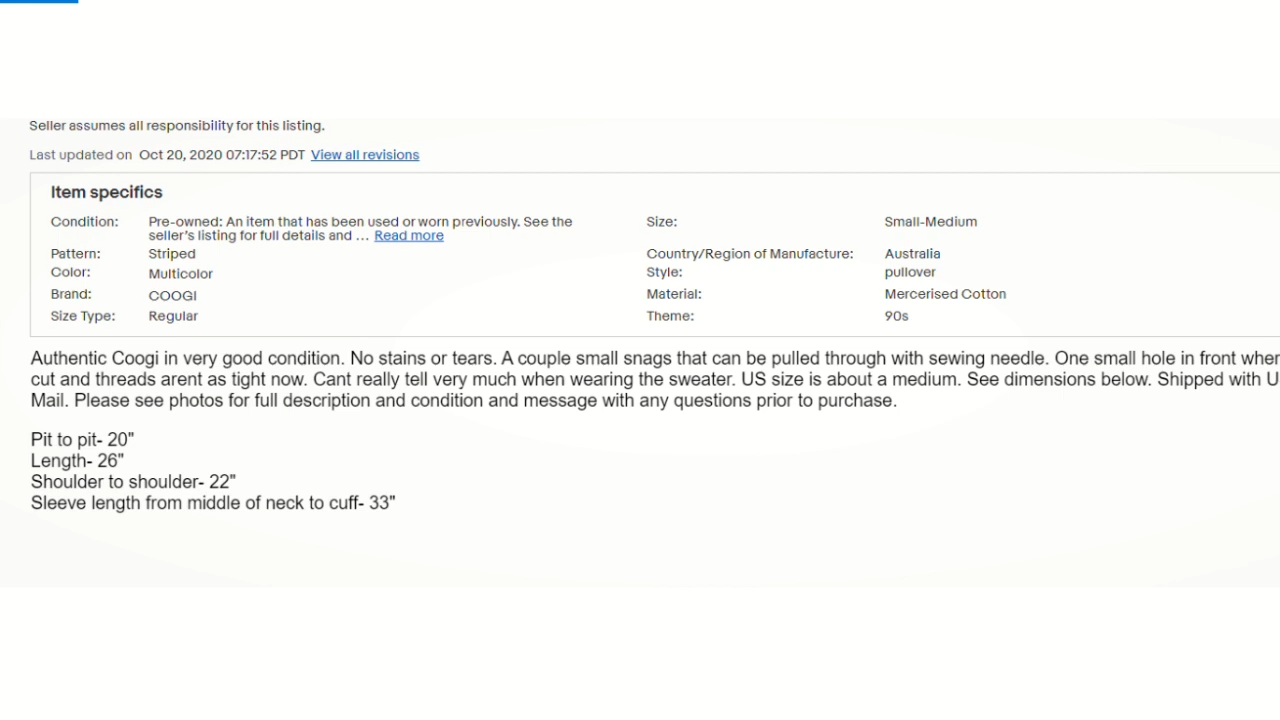 Seller assumes all responsibility for this listing.
Last updated on Oct 20, 2020 07:17:52 PDT View all revisions
Item specifics
Condition: Pre-owned: An item that has been used or worn previously. See the
seller's listing for full details and ... Read more
Size: Small-Medium
Pattern: Striped
Country/Region of Manufacture: Australia
Color: Multicolor
Style: pullover
Brand: COOGI
Material: Mercerised Cotton
Size Type: Regular
Theme: 90s
Authentic Coogi in very good condition. No stains or tears. A couple small snags that can be pulled through with sewing needle. One small hole in front
cut and threads arent as tight now. Cant really tell very much when wearing the sweater. US size is about a medium. See dimensions below. Shipped with
Mail. Please see photos for full description and condition and message with any questions prior to purchase.
Pit to pit- 20"
Length- 26"
Shoulder to shoulder- 22"
Sleeve length from middle of neck to cuff- 33"